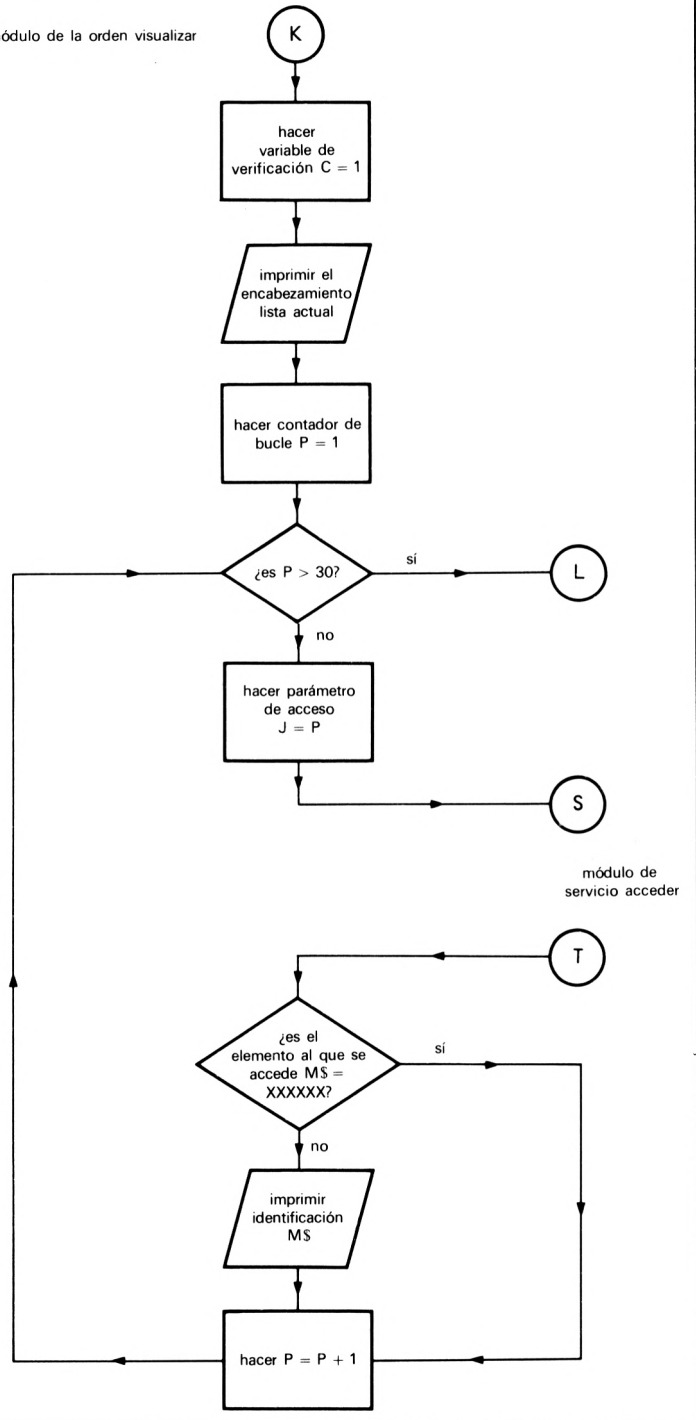 ódulo de la orden visualizar
K
hacer
variable de
verificación C = 1
imprimir el
encabezamiento
lista actual
hacer contador de
bucle P = 1
¿es P > 30?
sí
L
no
hacer parámetro
de acceso
J = P
S
módulo de
servicio acceder
T
¿es el
elemento al que se
accede M$ =
XXXXXX?
sí
no
imprimir
identificación
M$
hacer P = P + 1